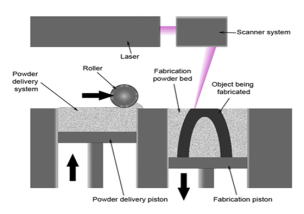 Laser
Scanner system
Roller
Powder
delivery
system
Fabrication
powder bed
Object being
fabricated
Powder delivery piston
Fabrication piston